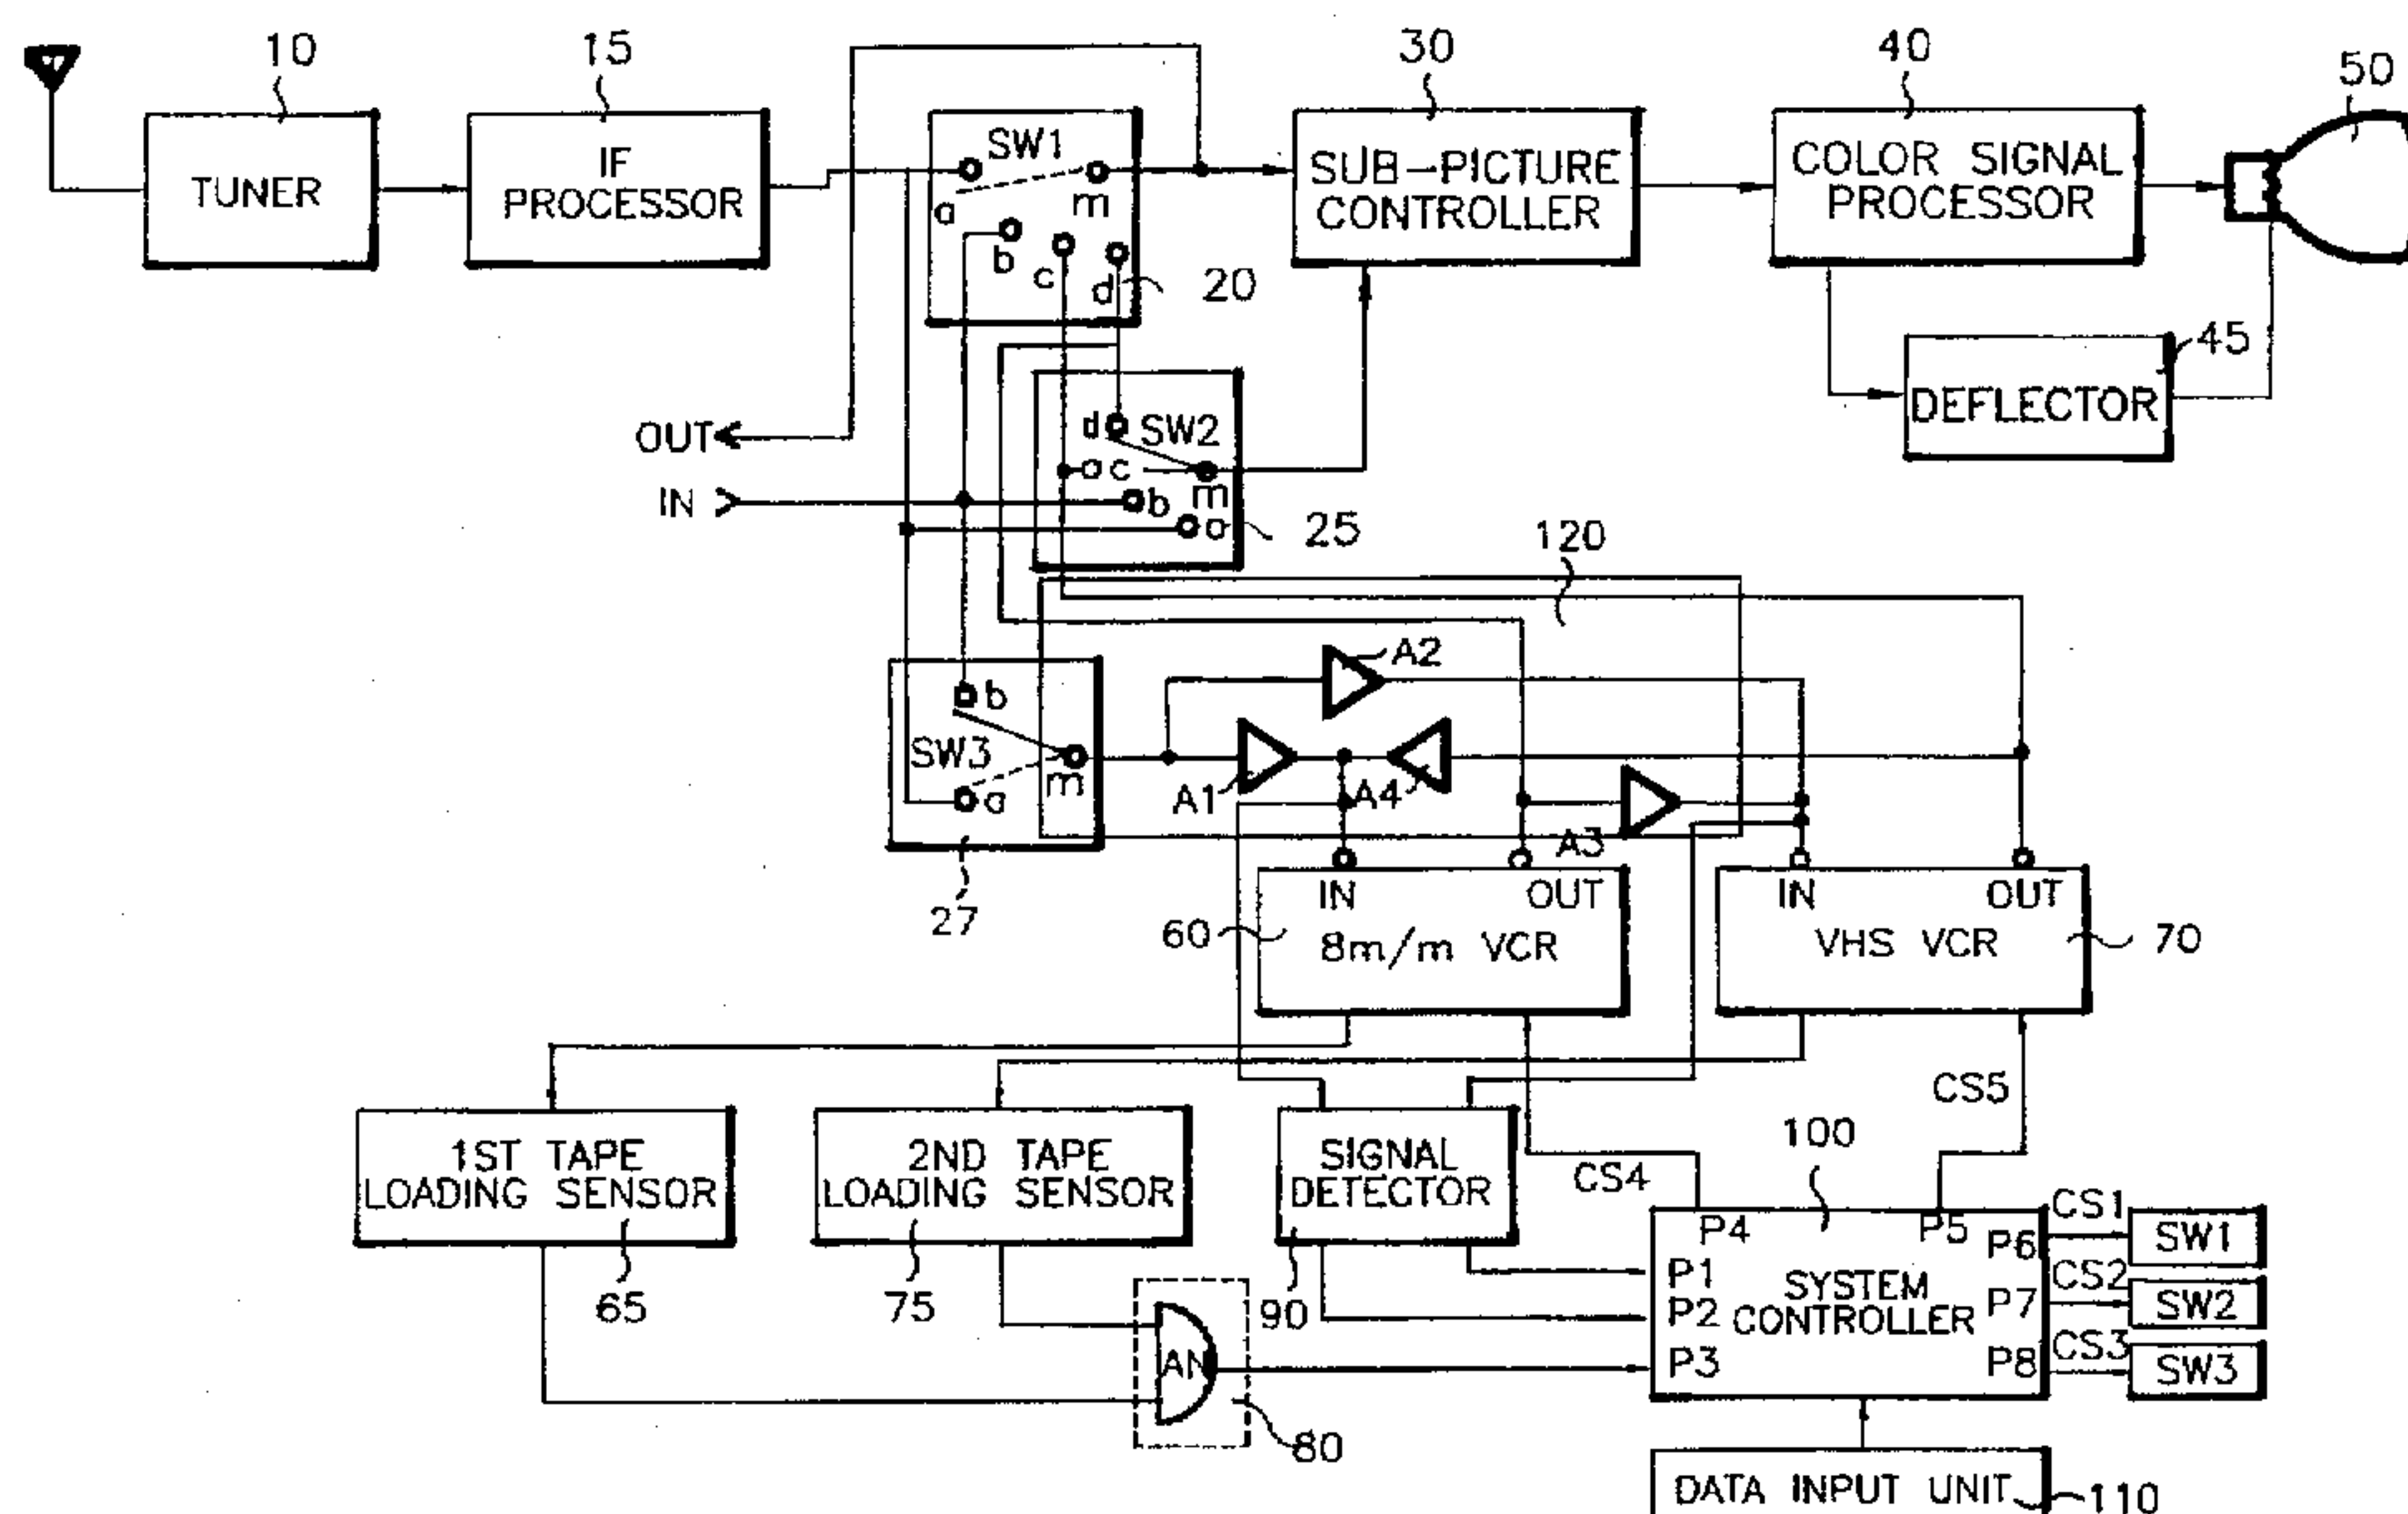 10
15
30
40
50
TUNER
IF
PROCESSOR
SW1
a
m
b
c
d
20
SUB-PICTURE
CONTROLLER
COLOR SIGNAL
PROCESSOR
45
DEFLECTOR
OUT
IN
d
SW2
c
m
b
a
25
120
A2
b
SW3
m
a
A1
A4
A3
27
IN
OUT
60
8m/m VCR
IN
OUT
VHS VCR
70
CS5
1ST TAPE
LOADING SENSOR
65
2ND TAPE
LOADING SENSOR
75
SIGNAL
DETECTOR
90
CS4
100
P4
P5
P6
CS1
SW1
P1
P2
SYSTEM
CONTROLLER
P7
CS2
SW2
P3
P8
CS3
SW3
AN
80
DATA INPUT UNIT
110